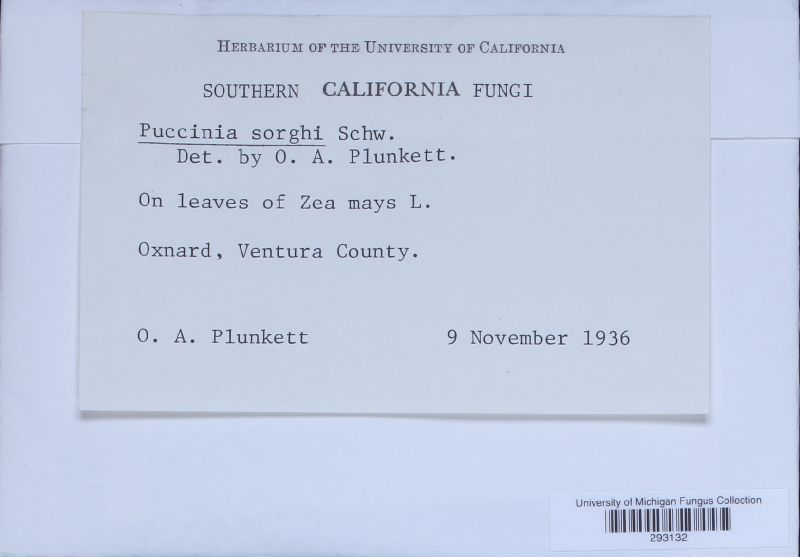 HERBARIUM OF THE UNIVERSITY OF CALIFORNIA
SOUTHERN CALIFORNIA FUNGI
Puccinia sorghi Schw.
Det. by O. A. Plunkett.
On leaves of Zea mays L.
Oxnard, Ventura County.
O. A. Plunkett 9 November 1936
University of Michigan Fungus Collection
293132